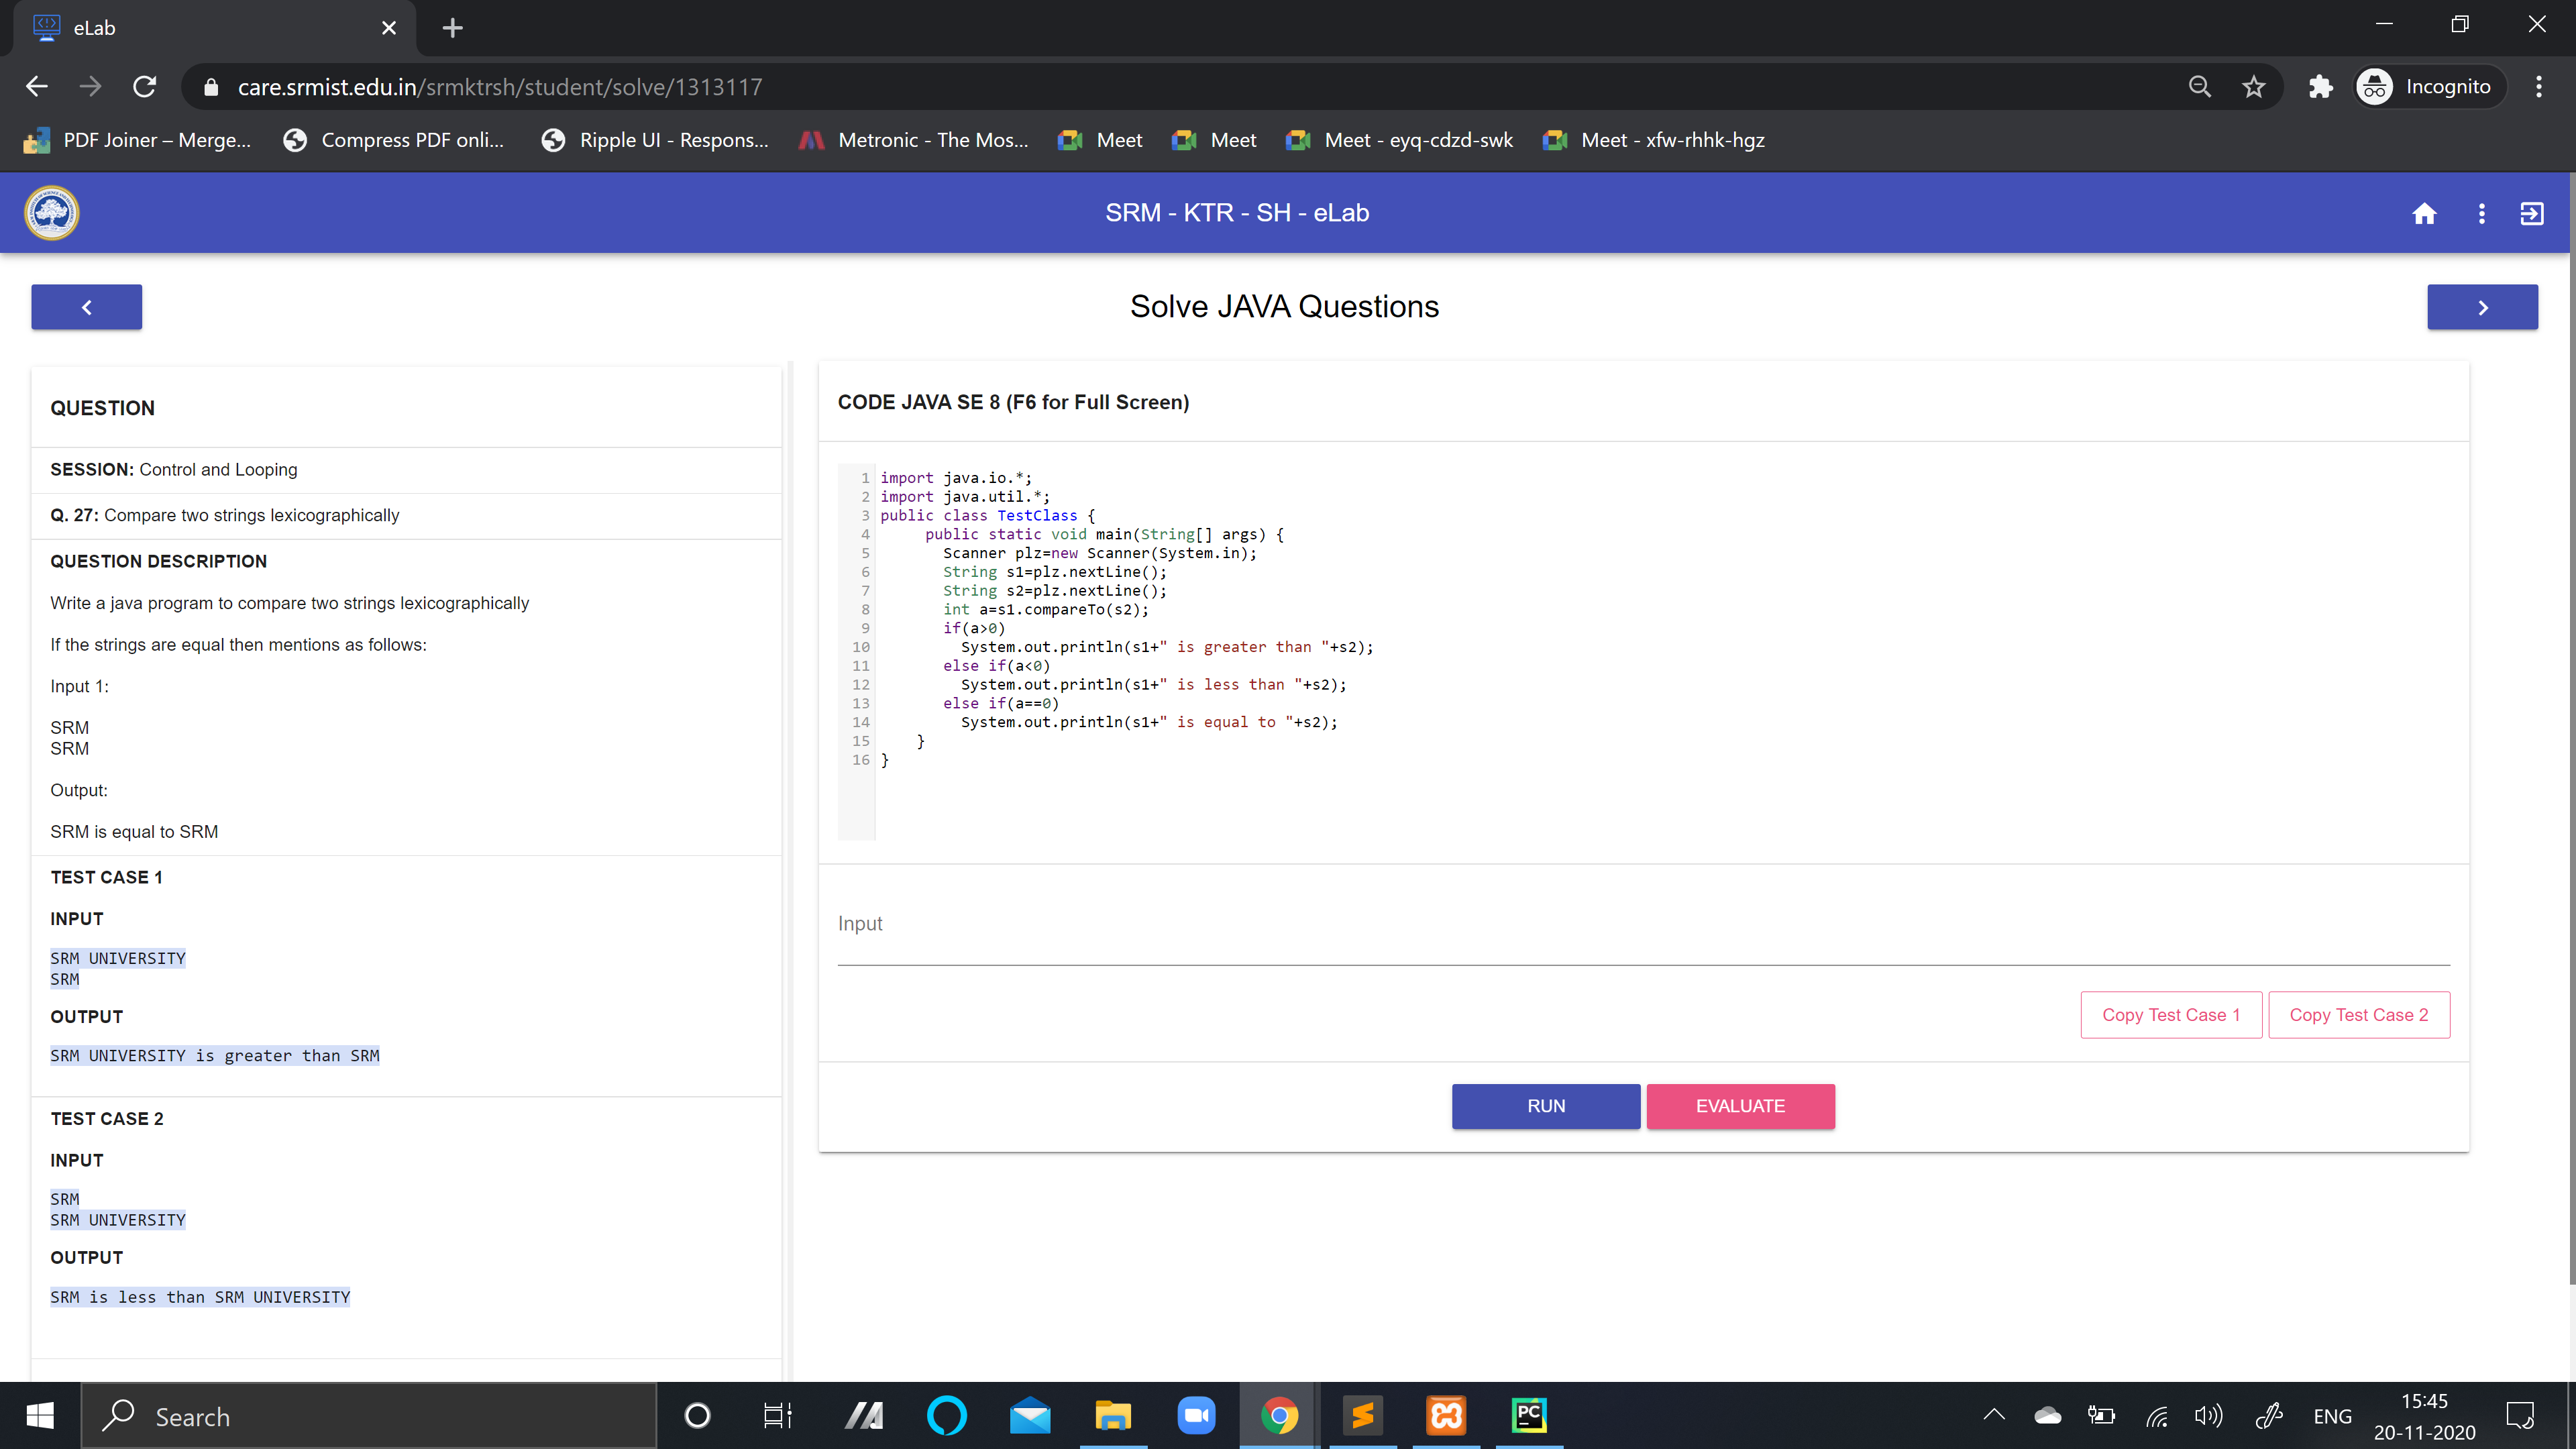 eLab
care.srmist.edu.in/srmktrsh/student/solve/1313117
Incognito
PDF Joiner – Merge...
Compress PDF onli...
Ripple UI - Respons...
Metronic - The Mos...
Meet
Meet
Meet - eyq-cdzd-swk
Meet - xfw-rhhk-hgz
SRM - KTR - SH - eLab
Solve JAVA Questions
QUESTION
SESSION: Control and Looping
Q. 27: Compare two strings lexicographically
QUESTION DESCRIPTION
Write a java program to compare two strings lexicographically
If the strings are equal then mentions as follows:
Input 1:
SRM
SRM
Output:
SRM is equal to SRM
TEST CASE 1
INPUT
SRM UNIVERSITY
SRM
OUTPUT
SRM UNIVERSITY is greater than SRM
TEST CASE 2
INPUT
SRM
SRM UNIVERSITY
OUTPUT
SRM is less than SRM UNIVERSITY
CODE JAVA SE 8 (F6 for Full Screen)
1 import java.io.*;
2 import java.util.*;
3 public class TestClass {
4 public static void main(String[] args) {
5 Scanner plz=new Scanner(System.in);
6 String s1=plz.nextLine();
7 String s2=plz.nextLine();
8 int a=s1.compareTo(s2);
9 if(a>0)
10 System.out.println(s1+" is greater than "+s2);
11 else if(a<0)
12 System.out.println(s1+" is less than "+s2);
13 else if(a==0)
14 System.out.println(s1+" is equal to "+s2);
15 }
16 }
Input
Copy Test Case 1
Copy Test Case 2
RUN
EVALUATE
Search
PC
ENG
15:45
20-11-2020